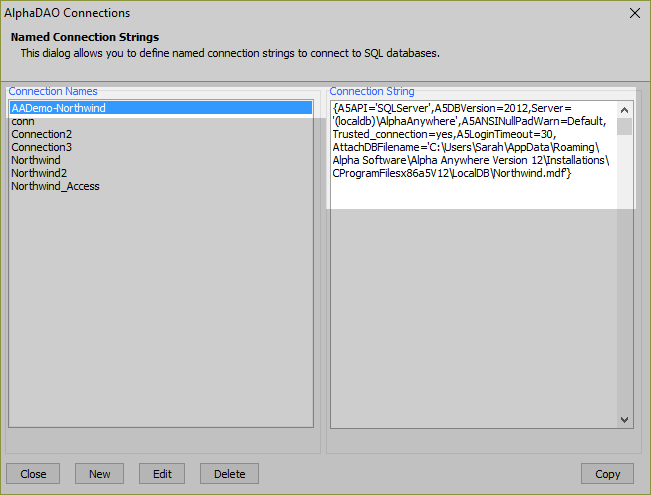 AlphaDAO Connections
Named Connection Strings
This dialog allows you to define named connection strings to connect to SQL databases.
Connection Names
AADemo-Northwind
conn
Connection2
Connection3
Northwind
Northwind2
Northwind_Access
Connection String
{A5API='SQLServer',A5DBVersion=2012,Server=
'(localdb)\AlphaAnywhere',A5ANSINullPadWarn=Default,
Trusted_connection=yes,A5LoginTimeout=30,
AttachDBFilename='C:\Users\Sarah\AppData\Roaming\
Alpha Software\Alpha Anywhere Version 12\Installations\
CProgramFilesx86a5V12\LocalDB\Northwind.mdf'}
Close
New
Edit
Delete
Copy